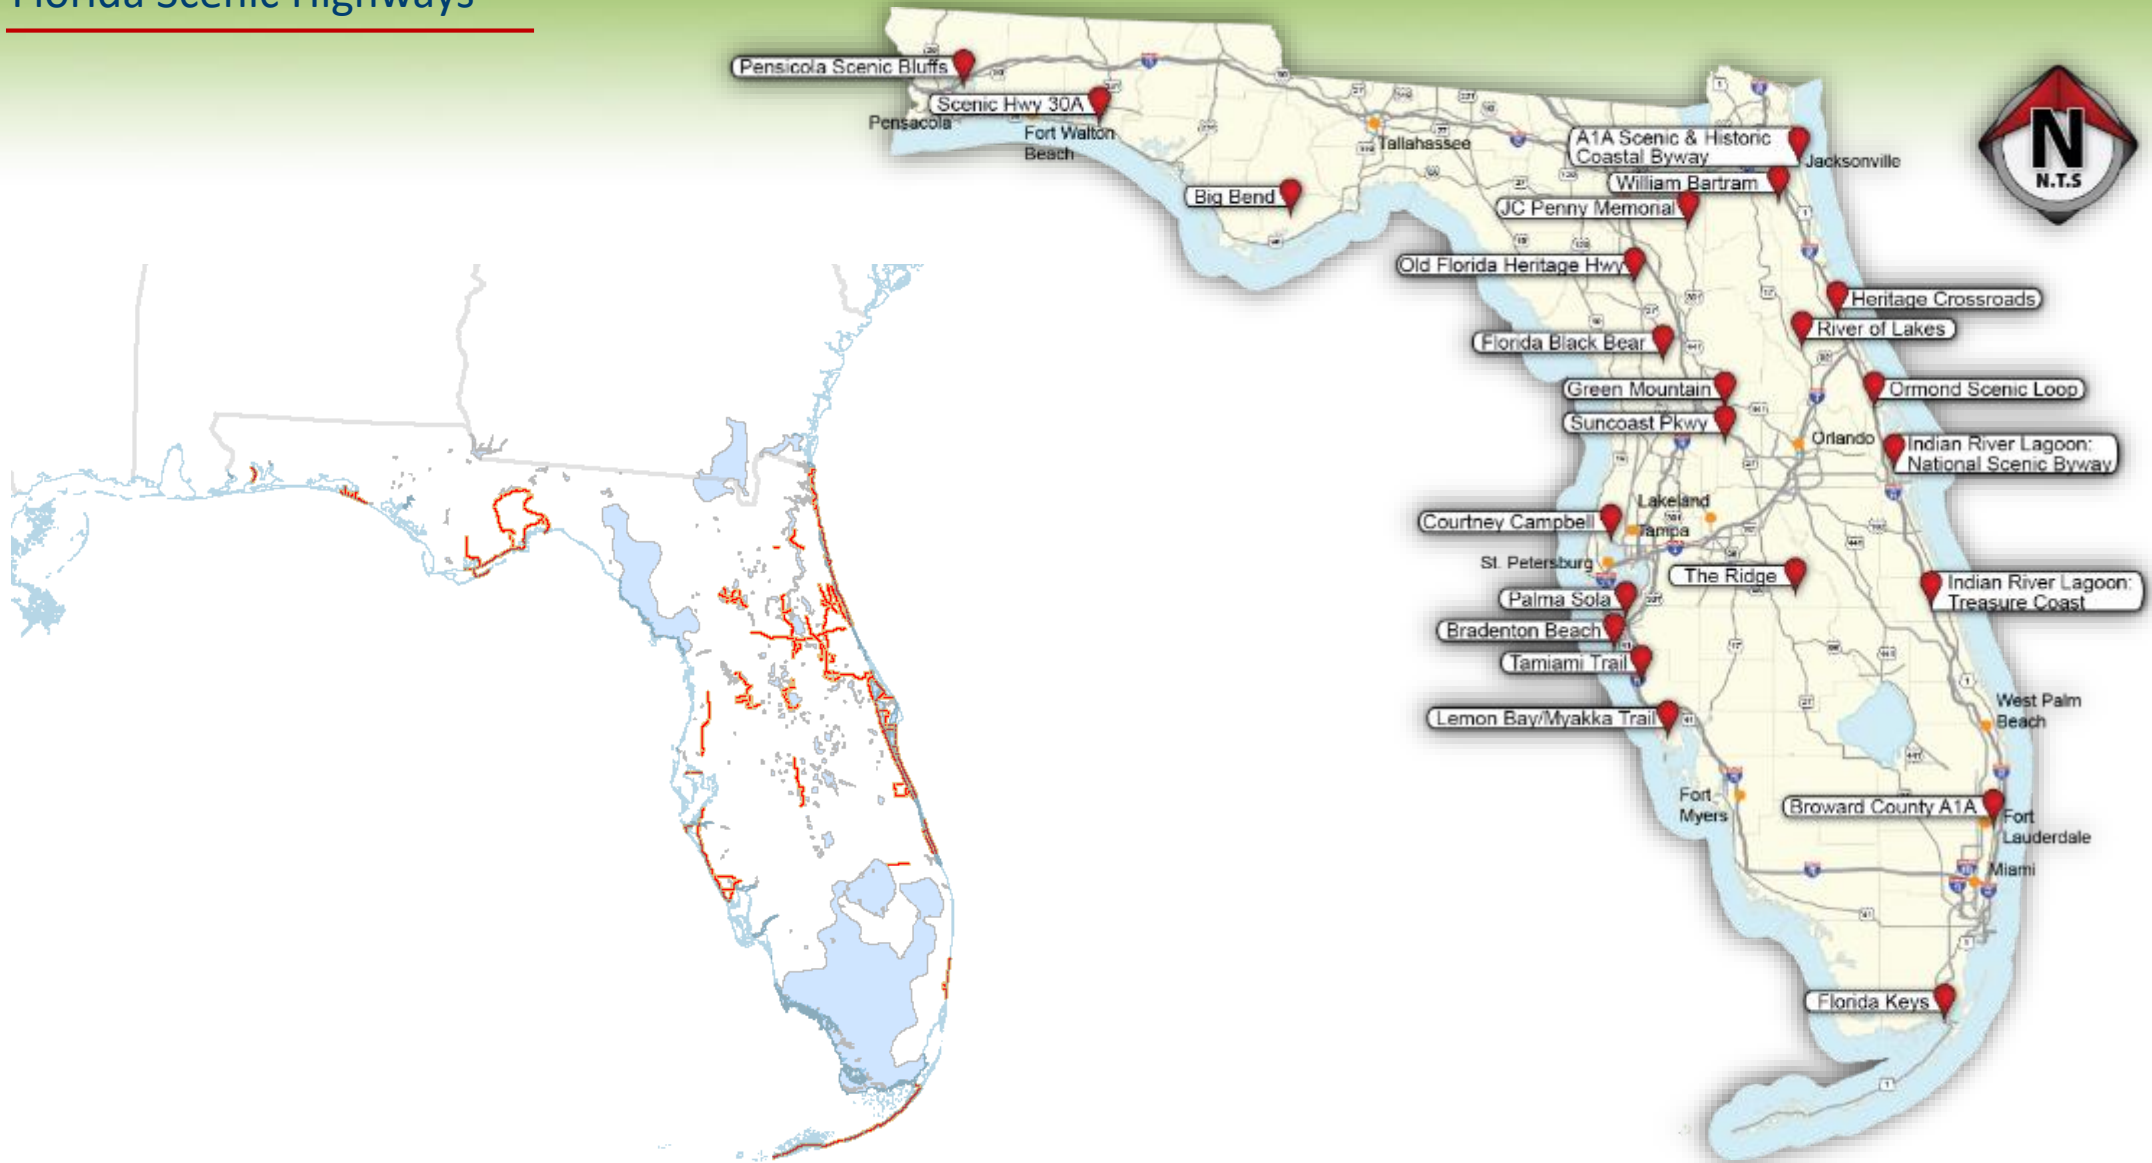 Florida Scenic Highways
Pensicola Scenic Bluffs
Scenic Hwy 30A
Pensacola
Fort Walton
Beach
Tallahassee
Big Bend
A1A Scenic & Historic
Coastal Byway
Jacksonville
William Bartram
JC Penny Memorial
N
N.T.S
Old Florida Heritage Hwy
Heritage Crossroads
River of Lakes
Florida Black Bear
Green Mountain
Ormond Scenic Loop
Suncoast Pkwy
Orlando
Indian River Lagoon:
National Scenic Byway
Lakeland
Courtney Campbell
Tampa
St. Petersburg
The Ridge
Indian River Lagoon:
Treasure Coast
Palma Sola
Bradenton Beach
Tamiami Trail
Lemon Bay/Myakka Trail
West Palm
Beach
Fort
Myers
Broward County A1A
Fort
Lauderdale
Miami
Florida Keys